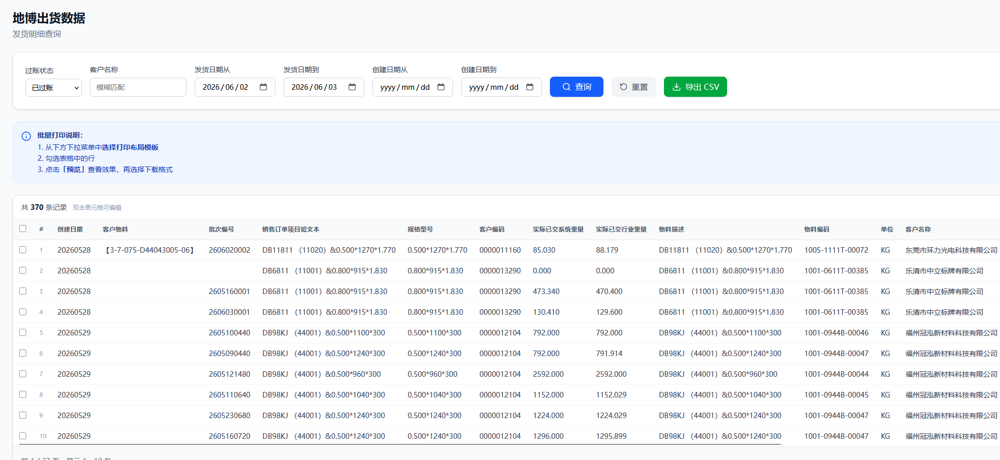 地博出货数据
发货明细查询
过账状态 客户名称 发货日期从 发货日期到 创建日期从 创建日期到
已过账 模糊匹配 2026/06/02 2026/06/03 yyyy/mm/dd yyyy/mm/dd 查询 重置 导出 CSV
批量打印说明：
1. 从下方下拉菜单中选择打印布局模板
2. 勾选表格中的行
3. 点击「预览」查看效果，再选择下载格式
共 370 条记录 双击单元格可编辑
# 创建日期 客户物料 批次编号 销售订单项目短文本 规格型号 客户编码 实际已交系统重量 实际已交行业重量 物料描述 物料编码 单位 客户名称
1 20260528 【3-7-075-D44043005-06】 2606020002 DB11811 （11020）&0.500*1270*1.770 0.500*1270*1.770 0000011160 85.030 88.179 DB11811 （11020）&0.500*1270*1.770 1005-1111T-00072 KG 东莞市环力光电科技有限公司
2 20260528 DB6811 （11001）&0.800*915*1.830 0.800*915*1.830 0000013290 0.000 0.000 DB6811 （11001）&0.800*915*1.830 1001-0611T-00385 KG 乐清市中立标牌有限公司
3 20260528 2605160001 DB6811 （11001）&0.800*915*1.830 0.800*915*1.830 0000013290 473.340 470.400 DB6811 （11001）&0.800*915*1.830 1001-0611T-00385 KG 乐清市中立标牌有限公司
4 20260528 2606030001 DB6811 （11001）&0.800*915*1.830 0.800*915*1.830 0000013290 130.410 129.600 DB6811 （11001）&0.800*915*1.830 1001-0611T-00385 KG 乐清市中立标牌有限公司
5 20260529 2605100440 DB98KJ （44001）&0.500*1100*300 0.500*1100*300 0000012104 792.000 792.000 DB98KJ （44001）&0.500*1100*300 1001-0944B-00046 KG 福州冠泓新材料科技有限公司
6 20260529 2605090440 DB98KJ （44001）&0.500*1240*300 0.500*1240*300 0000012104 792.000 791.914 DB98KJ （44001）&0.500*1240*300 1001-0944B-00047 KG 福州冠泓新材料科技有限公司
7 20260529 2605121480 DB98KJ （44001）&0.500*960*300 0.500*960*300 0000012104 2592.000 2592.000 DB98KJ （44001）&0.500*960*300 1001-0944B-00044 KG 福州冠泓新材料科技有限公司
8 20260529 2605110640 DB98KJ （44001）&0.500*1040*300 0.500*1040*300 0000012104 1152.000 1152.029 DB98KJ （44001）&0.500*1040*300 1001-0944B-00045 KG 福州冠泓新材料科技有限公司
9 20260529 2605230680 DB98KJ （44001）&0.500*1240*300 0.500*1240*300 0000012104 1224.000 1224.029 DB98KJ （44001）&0.500*1240*300 1001-0944B-00047 KG 福州冠泓新材料科技有限公司
10 20260529 2605160720 DB98KJ （44001）&0.500*1240*300 0.500*1240*300 0000012104 1296.000 1295.899 DB98KJ （44001）&0.500*1240*300 1001-0944B-00047 KG 福州冠泓新材料科技有限公司